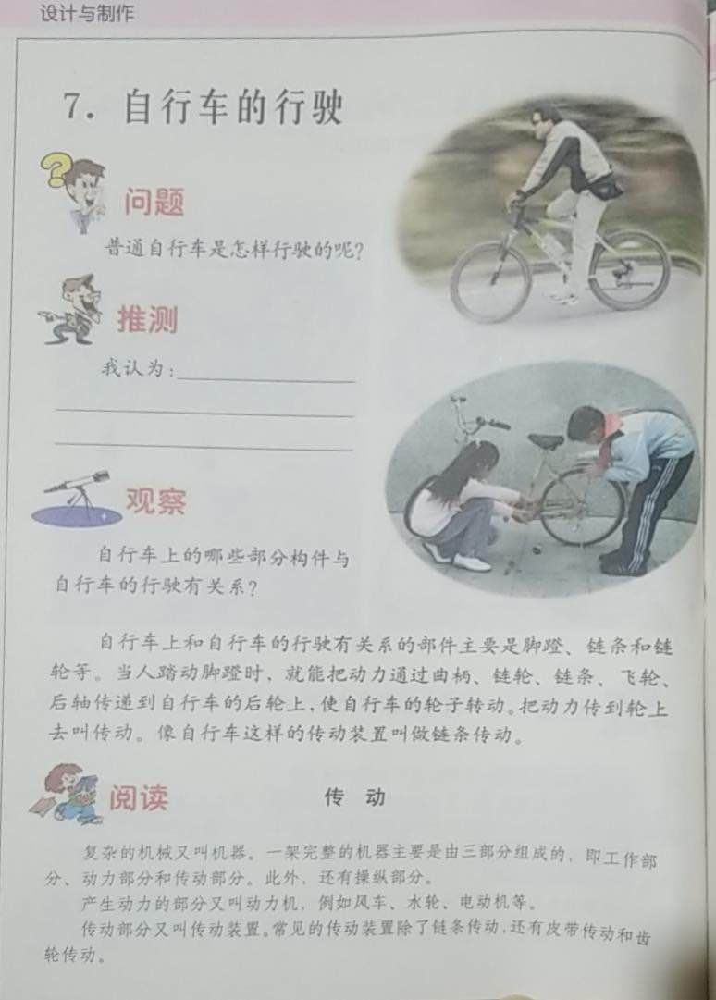 设计与制作
7. 自行车的行驶
问题
普通自行车是怎样行驶的呢?
推测
我认为:
观察
自行车上的哪些部分构件与
自行车的行驶有关系?
自行车上和自行车的行驶有关系的部件主要是脚蹬、链条和链
轮等。当人踏动脚蹬时，就能把动力通过曲柄、链轮、链条、飞轮、
后轴传递到自行车的后轮上,使自行车的轮子转动。把动力传到轮上
去叫传动。像自行车这样的传动装置叫做链条传动。
阅读
传 动
复杂的机械又叫机器。一架完整的机器主要是由三部分组成的，即工作部
分、动力部分和传动部分。此外，还有操纵部分。
产生动力的部分又叫动力机，例如风车、水轮、电动机等。
传动部分又叫传动装置。常见的传动装置除了链条传动,还有皮带传动和齿
轮传动。